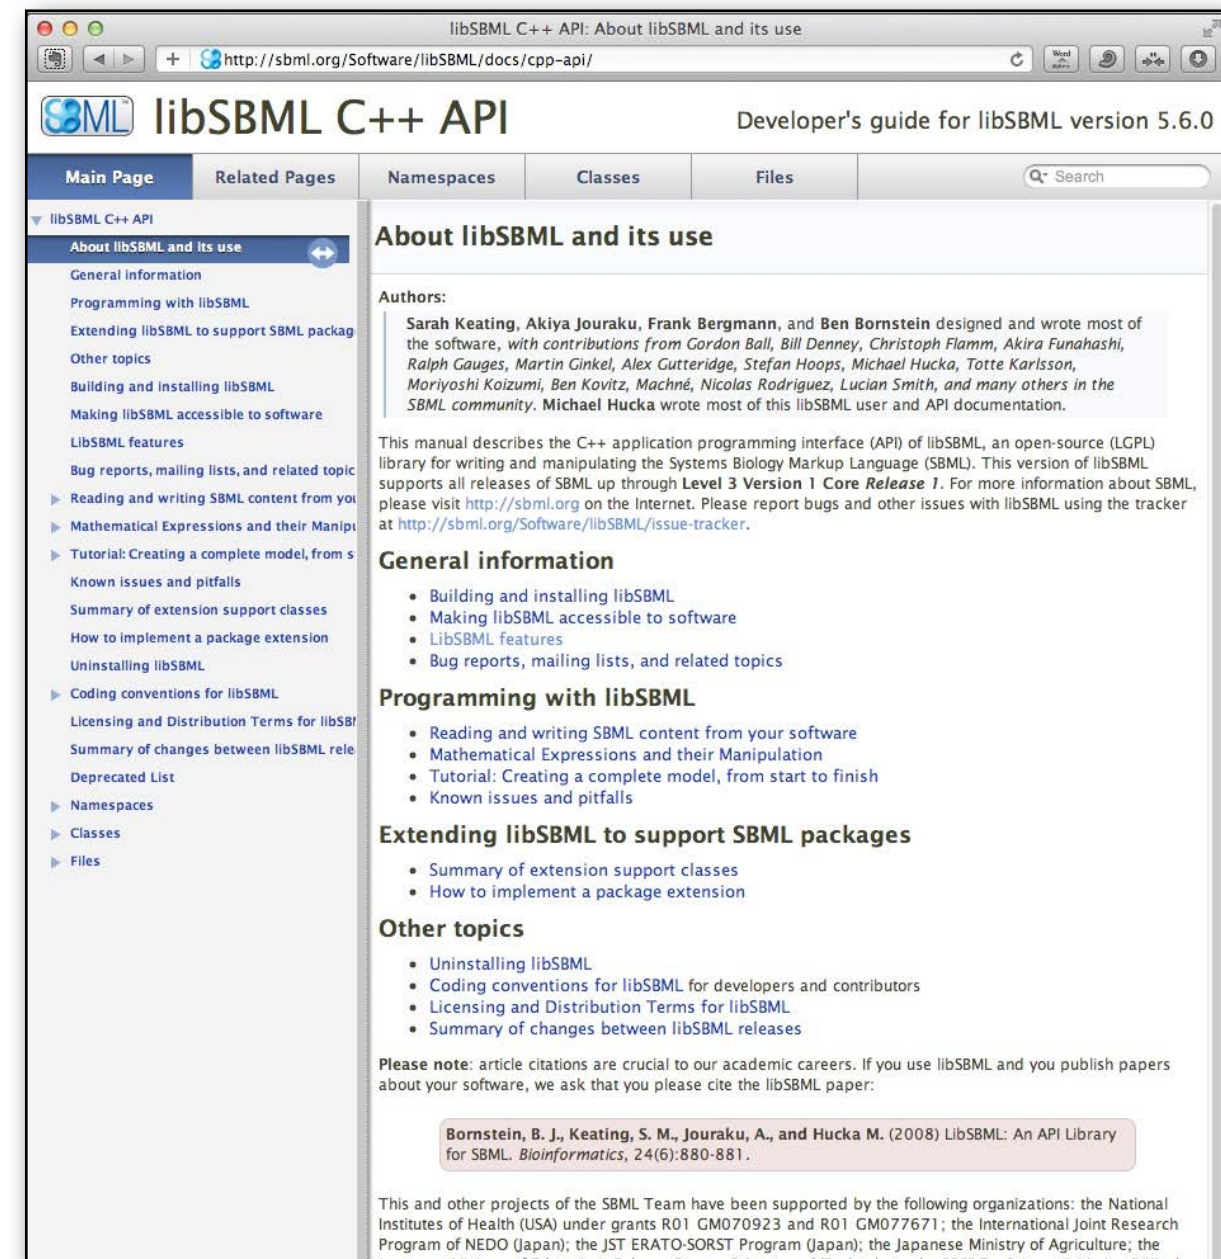 libSBML C++ API: About libSBML and its use
http://sbml.org/Software/libSBML/docs/cpp-api/
Word
SBML libSBML C++ API
Developer's guide for libSBML version 5.6.0
Main Page
Related Pages
Namespaces
Classes
Files
Search
libSBML C++ API
About libSBML and its use
General information
Programming with libSBML
Extending libSBML to support SBML packag
Other topics
Building and installing libSBML
Making libSBML accessible to software
LibSBML features
Bug reports, mailing lists, and related topic
Reading and writing SBML content from you
Mathematical Expressions and their Manipu
Tutorial: Creating a complete model, from s
Known issues and pitfalls
Summary of extension support classes
How to implement a package extension
Uninstalling libSBML
Coding conventions for libSBML
Licensing and Distribution Terms for libSBM
Summary of changes between libSBML rele
Deprecated List
Namespaces
Classes
Files
About libSBML and its use
Authors:
Sarah Keating, Akiya Jouraku, Frank Bergmann, and Ben Bornstein designed and wrote most of
the software, with contributions from Gordon Ball, Bill Denney, Christoph Flamm, Akira Funahashi,
Ralph Gauges, Martin Ginkel, Alex Gutteridge, Stefan Hoops, Michael Hucka, Totte Karlsson,
Moriyoshi Koizumi, Ben Kovitz, Machné, Nicolas Rodriguez, Lucian Smith, and many others in the
SBML community. Michael Hucka wrote most of this libSBML user and API documentation.
This manual describes the C++ application programming interface (API) of libSBML, an open-source (LGPL)
library for writing and manipulating the Systems Biology Markup Language (SBML). This version of libSBML
supports all releases of SBML up through Level 3 Version 1 Core Release 1. For more information about SBML,
please visit http://sbml.org on the Internet. Please report bugs and other issues with libSBML using the tracker
at http://sbml.org/Software/libSBML/issue-tracker.
General information
• Building and installing libSBML
• Making libSBML accessible to software
• LibSBML features
• Bug reports, mailing lists, and related topics
Programming with libSBML
• Reading and writing SBML content from your software
• Mathematical Expressions and their Manipulation
• Tutorial: Creating a complete model, from start to finish
• Known issues and pitfalls
Extending libSBML to support SBML packages
• Summary of extension support classes
• How to implement a package extension
Other topics
• Uninstalling libSBML
• Coding conventions for libSBML for developers and contributors
• Licensing and Distribution Terms for libSBML
• Summary of changes between libSBML releases
Please note: article citations are crucial to our academic careers. If you use libSBML and you publish papers
about your software, we ask that you please cite the libSBML paper:
Bornstein, B. J., Keating, S. M., Jouraku, A., and Hucka M. (2008) LibSBML: An API Library
for SBML. Bioinformatics, 24(6):880-881.
This and other projects of the SBML Team have been supported by the following organizations: the National
Institutes of Health (USA) under grants R01 GM070923 and R01 GM077671; the International Joint Research
Program of NEDO (Japan); the JST ERATO-SORST Program (Japan); the Japanese Ministry of Agriculture; the